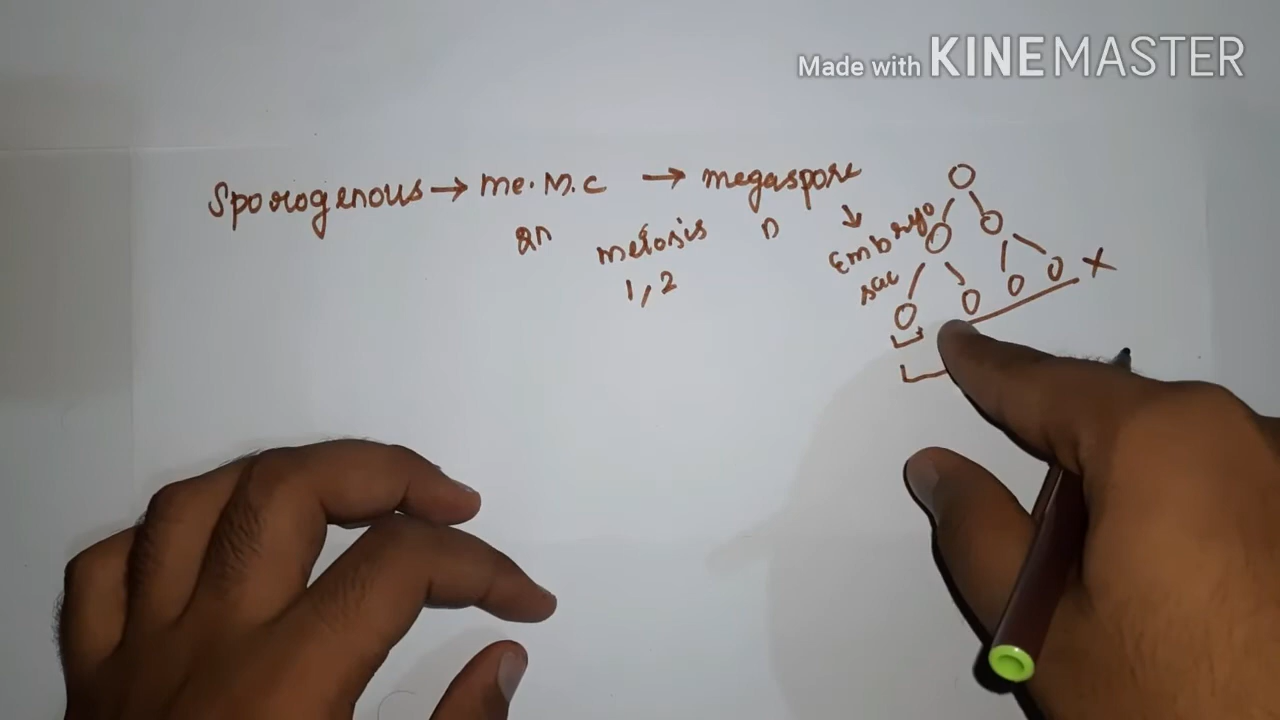 Made with KINEMASTER
Sporogenous → me.M.c → megaspore
2n meiosis n
1, 2
↓
Embryo
sac
X